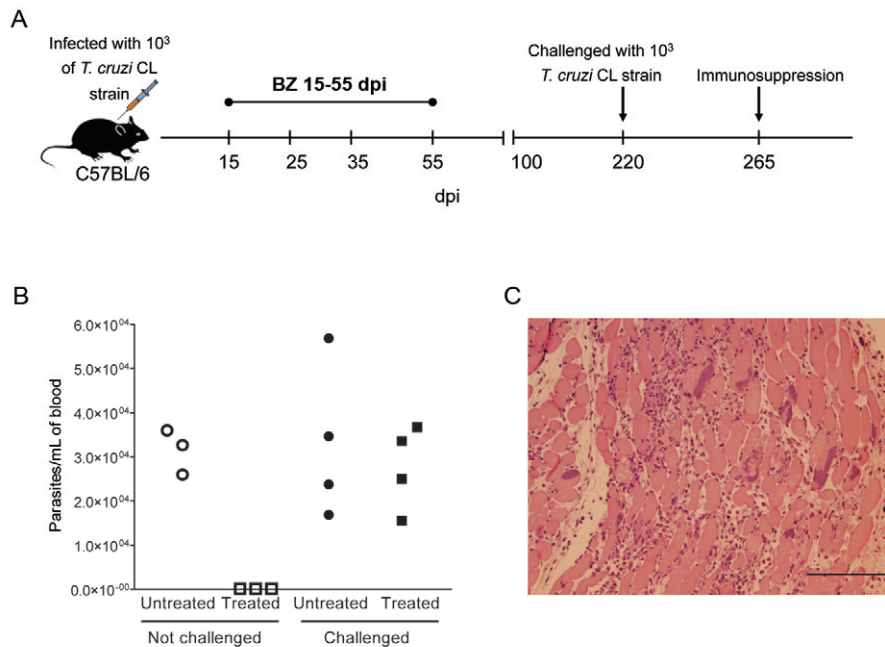 A
Infected with 10³
of T. cruzi CL
strain
C57BL/6
BZ 15-55 dpi
Challenged with 10³
T. cruzi CL strain
Immunosuppression
15 25 35 55 100 220 265
dpi
B
Parasites/mL of blood
6.0×10⁰⁴
5.0×10⁰⁴
4.0×10⁰⁴
3.0×10⁰⁴
2.0×10⁰⁴
1.0×10⁰⁴
0.0×10⁻⁰⁰
Untreated Treated Untreated Treated
Not challenged Challenged
C